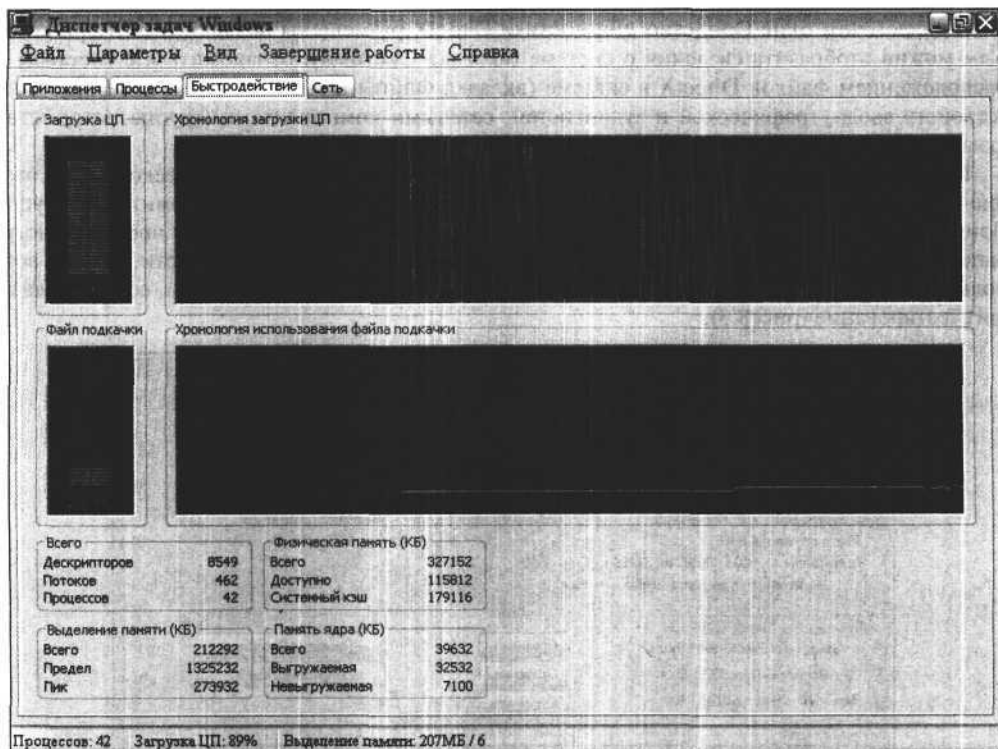 Диспетчер задач Windows
Файл Параметры Вид Завершение работы Справка
Приложения Процессы Быстродействие Сеть
Загрузка ЦП Хронология загрузки ЦП
Файл подкачки Хронология использования файла подкачки
Всего
Дескрипторов 8549
Потоков 462
Процессов 42
Физическая память (КБ)
Всего 327152
Доступно 115812
Системный кэш 179116
Выделение памяти (КБ)
Всего 212292
Предел 1325232
Пик 273932
Память ядра (КБ)
Всего 39632
Выгружаемая 32532
Невыгружаемая 7100
Процессов: 42 Загрузка ЦП: 89% Выделение памяти: 207МБ / 6